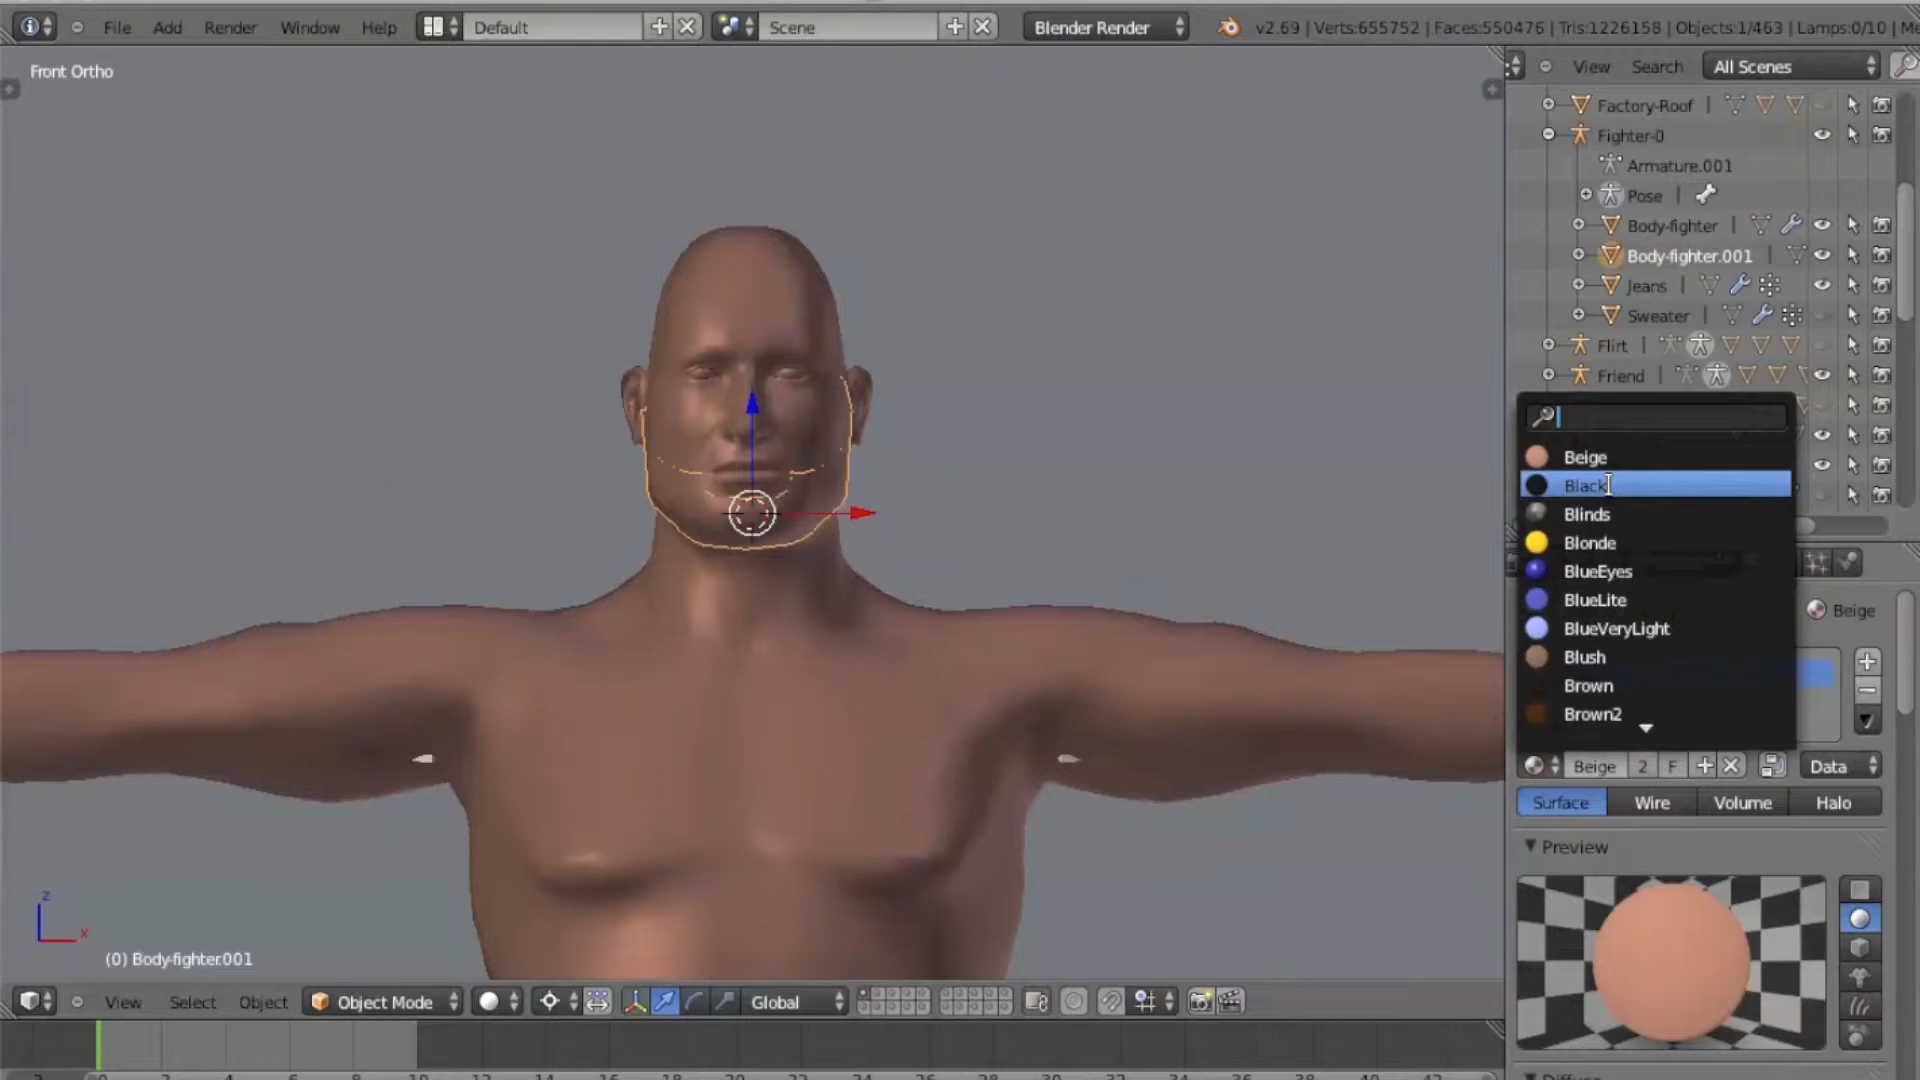 File Add Render Window Help Default Scene Blender Render v2.69 | Verts:655752 | Faces:550476 | Tris:1226158 | Objects:1/463 | Lamps:0/10 |
Front Ortho
View Search All Scenes
Factory-Roof
Fighter-0
Armature.001
Pose
Body-fighter
Body-fighter.001
Jeans
Sweater
Flirt
Friend
Beige
Black
Blinds
Blonde
BlueEyes
BlueLite
BlueVeryLight
Blush
Brown
Brown2
Beige
Beige 2 F Data
Surface Wire Volume Halo
Preview
z
x
(0) Body-fighter.001
View Select Object Object Mode Global